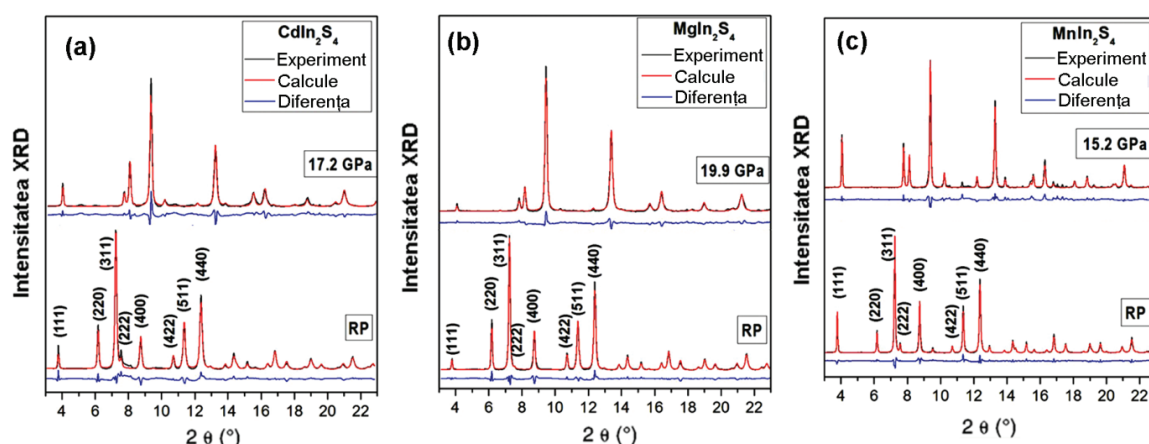 (a)
CdIn₂S₄
Experiment
Calcule
Diferența
17.2 GPa
(111)
(220)
(311)
(222)
(400)
(422)
(511)
(440)
RP
Intensitatea XRD
4 6 8 10 12 14 16 18 20 22
2 θ (°)
(b)
MgIn₂S₄
Experiment
Calcule
Diferența
19.9 GPa
(111)
(220)
(311)
(222)
(400)
(422)
(511)
(440)
RP
Intensitatea XRD
4 6 8 10 12 14 16 18 20 22
2 θ (°)
(c)
MnIn₂S₄
Experiment
Calcule
Diferența
15.2 GPa
(111)
(220)
(311)
(222)
(400)
(422)
(511)
(440)
RP
Intensitatea XRD
4 6 8 10 12 14 16 18 20 22
2 θ (°)